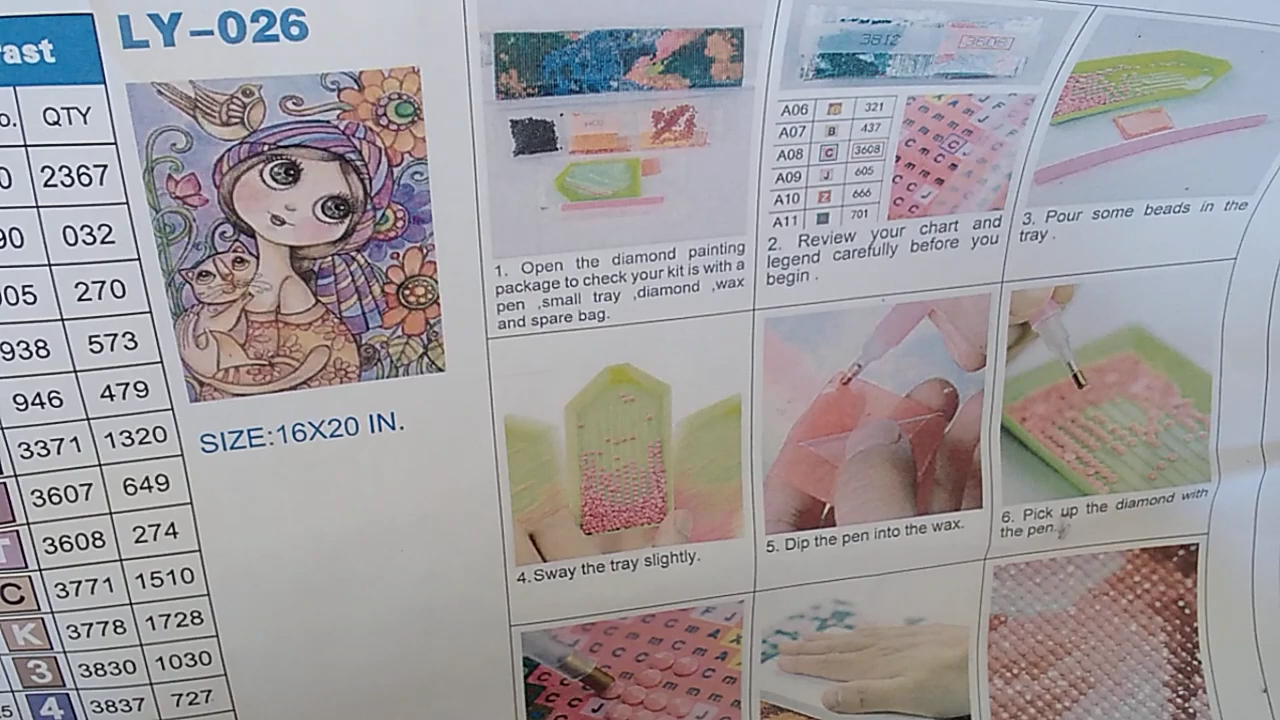 ast
LY-026
o. QTY
0 2367
90 032
05 270
938 573
946 479
3371 1320
3607 649
T 3608 274
C 3771 1510
K 3778 1728
3 3830 1030
5 4 3837 727
SIZE:16X20 IN.
1. Open the diamond painting
package to check your kit is with a
pen ,small tray ,diamond ,wax
and spare bag.
3812 3608
A06 321
A07 B 437
A08 C 3608
A09 J 605
A10 Z 666
A11 701
2. Review your chart and
legend carefully before you
begin .
3. Pour some beads in the
tray .
4.Sway the tray slightly.
5. Dip the pen into the wax.
6. Pick up the diamond with
the pen.